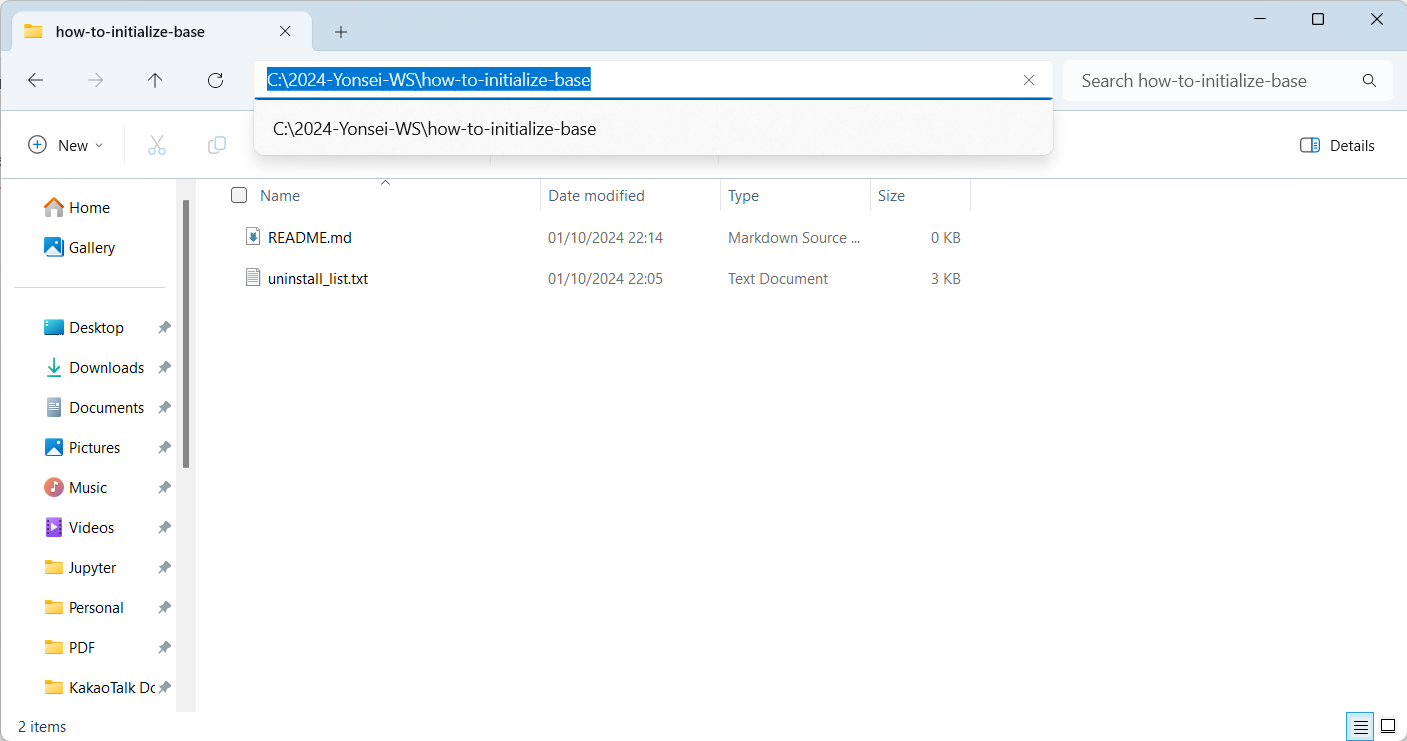 how-to-initialize-base
C:\2024-Yonsei-WS\how-to-initialize-base
Search how-to-initialize-base
C:\2024-Yonsei-WS\how-to-initialize-base
New
Details
Name Date modified Type Size
README.md 01/10/2024 22:14 Markdown Source ... 0 KB
uninstall_list.txt 01/10/2024 22:05 Text Document 3 KB
Home
Gallery
Desktop
Downloads
Documents
Pictures
Music
Videos
Jupyter
Personal
PDF
KakaoTalk Dc
2 items